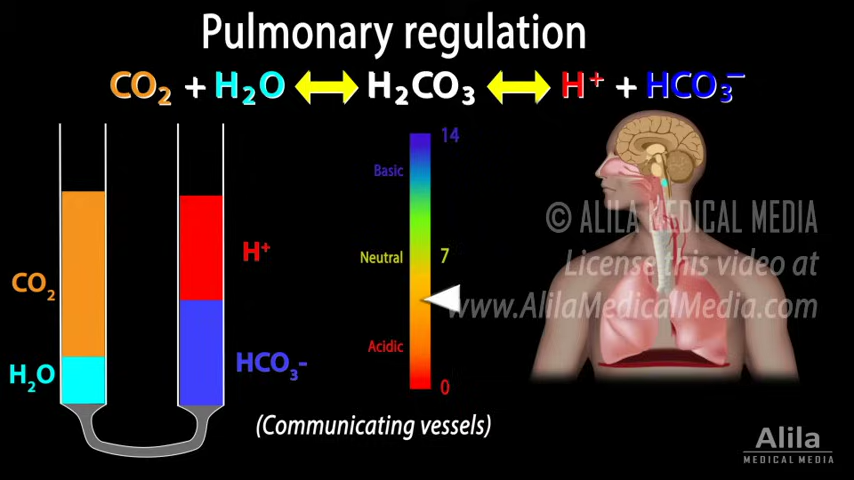 Pulmonary regulation
CO₂ + H₂O ⟷ H₂CO₃ ⟷ H⁺ + HCO₃⁻
14
Basic
© ALILA MEDICAL MEDIA
H⁺
Neutral
7
License this video at
CO₂
www.AlilaMedicalMedia.com
Acidic
HCO₃-
H₂O
0
(Communicating vessels)
Alila
MEDICAL MEDIA